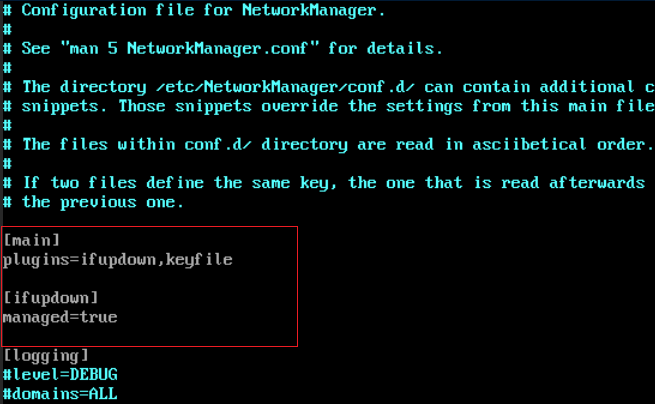 # Configuration file for NetworkManager.
#
# See "man 5 NetworkManager.conf" for details.
#
# The directory /etc/NetworkManager/conf.d/ can contain additional c
# snippets. Those snippets override the settings from this main file
#
# The files within conf.d/ directory are read in asciibetical order.
#
# If two files define the same key, the one that is read afterwards
# the previous one.
[main]
plugins=ifupdown,keyfile
[ifupdown]
managed=true
[logging]
#level=DEBUG
#domains=ALL